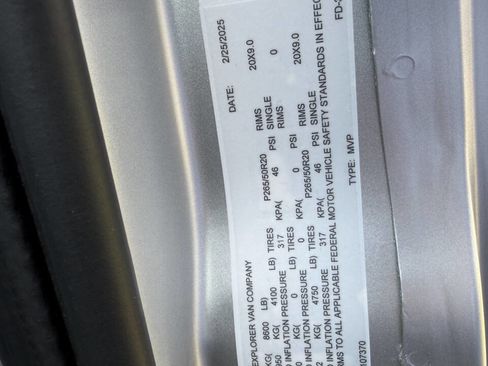 DATE: 2/25/2025
EXPLORER VAN COMPANY
KG( 8600 LB)
KG( 4100 LB) TIRES P265/50R20 RIMS 20X9.0
INFLATION PRESSURE 317 KPA( 46 PSI SINGLE
KG( 0 LB) TIRES RIMS 0
INFLATION PRESSURE 0 KPA( 0 PSI
KG( 4750 LB) TIRES P265/50R20 RIMS 20X9.0
INFLATION PRESSURE 317 KPA( 46 PSI SINGLE
RMS TO ALL APPLICABLE FEDERAL MOTOR VEHICLE SAFETY STANDARDS IN EFFEC
107370 TYPE: MVP FD-